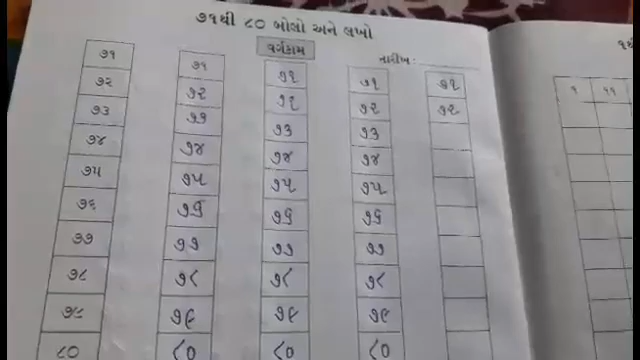 ૭૧થી ૮૦ બોલો અને લખો
વર્ગકામ
તારીખ :
૭૧ ૭૧ ૭૧ ૭૧ ૭૧
૭૨ ૭૨ ૭૨ ૭૨ ૭૨
૭૩ ૭૩ ૭૩ ૭૩
૭૪ ૭૪ ૭૪ ૭૪
૭૫ ૭૫ ૭૫ ૭૫
૭૬ ૭૬ ૭૬ ૭૬
૭૭ ૭૭ ૭૭ ૭૭
૭૮ ૭૮ ૭૮ ૭૮
૭૯ ૭૯ ૭૯ ૭૯
૮૦ ૮૦ ૮૦ ૮૦
૧ ૧૧